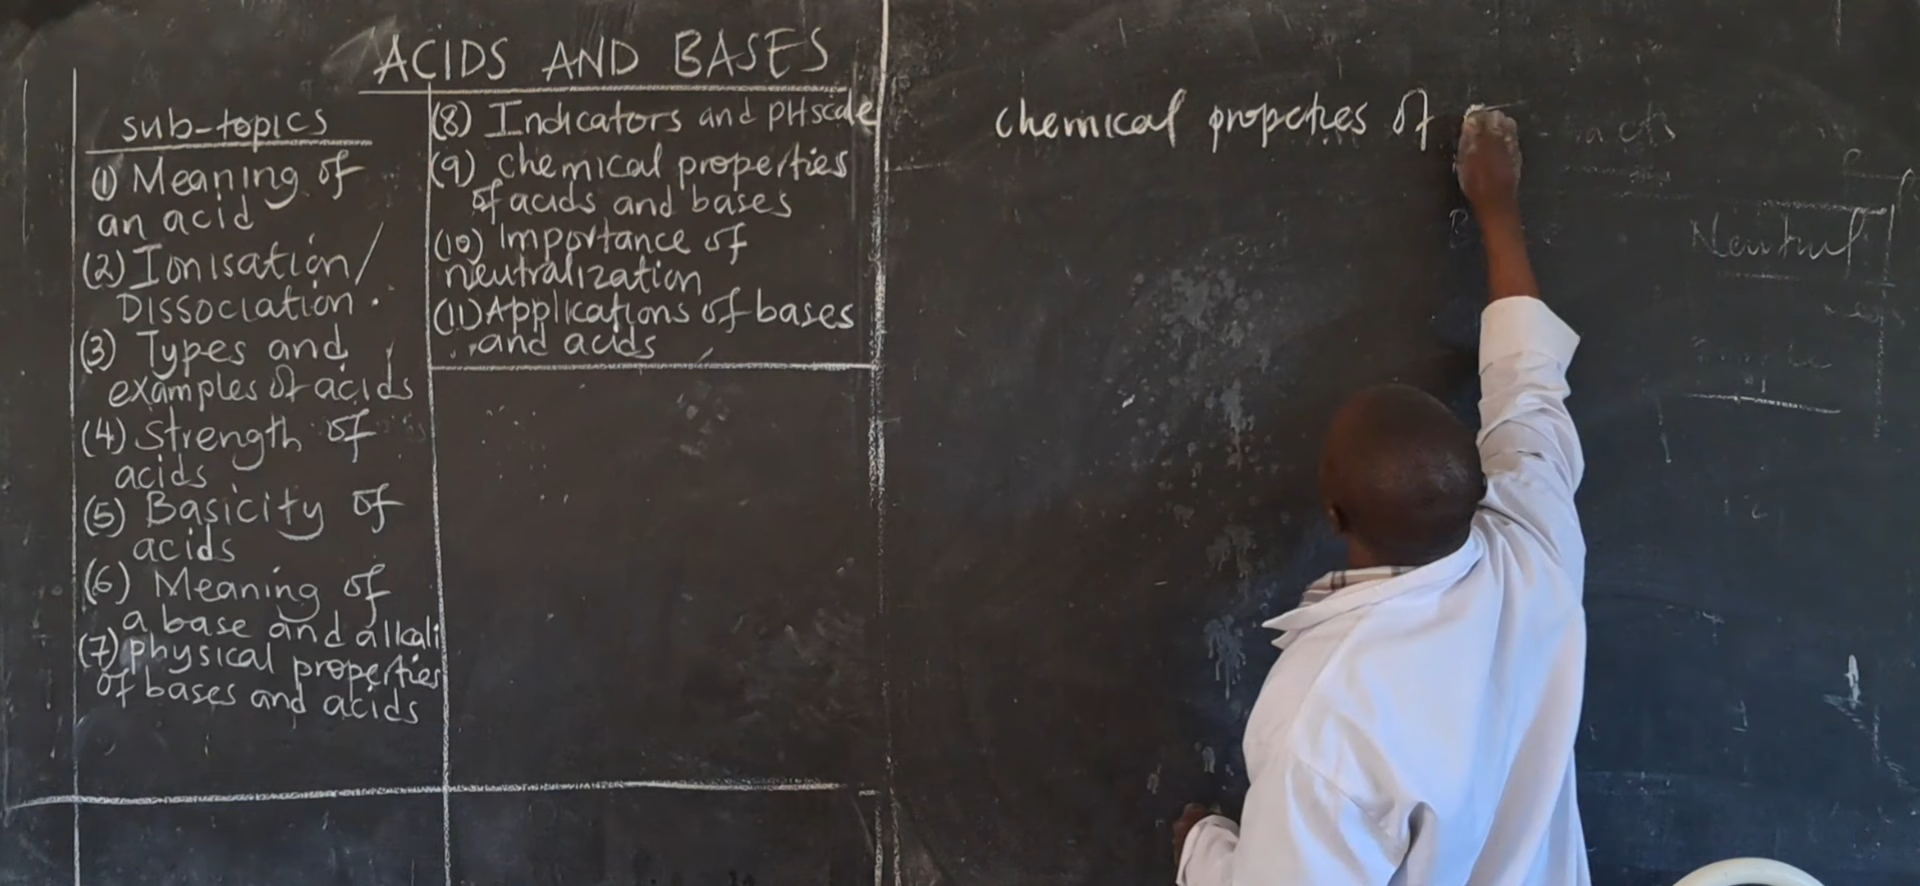 ACIDS AND BASES
sub-topics
(1) Meaning of
an acid
(2) Ionisation/
Dissociation.
(3) Types and
examples of acids
(4) Strength of
acids
(5) Basicity of
acids
(6) Meaning of
a base and alkali
(7) physical properties
of bases and acids
(8) Indicators and pH scale
(9) chemical properties
of acids and bases
(10) Importance of
neutralization
(11) Applications of bases
and acids
chemical properties of
Neutral